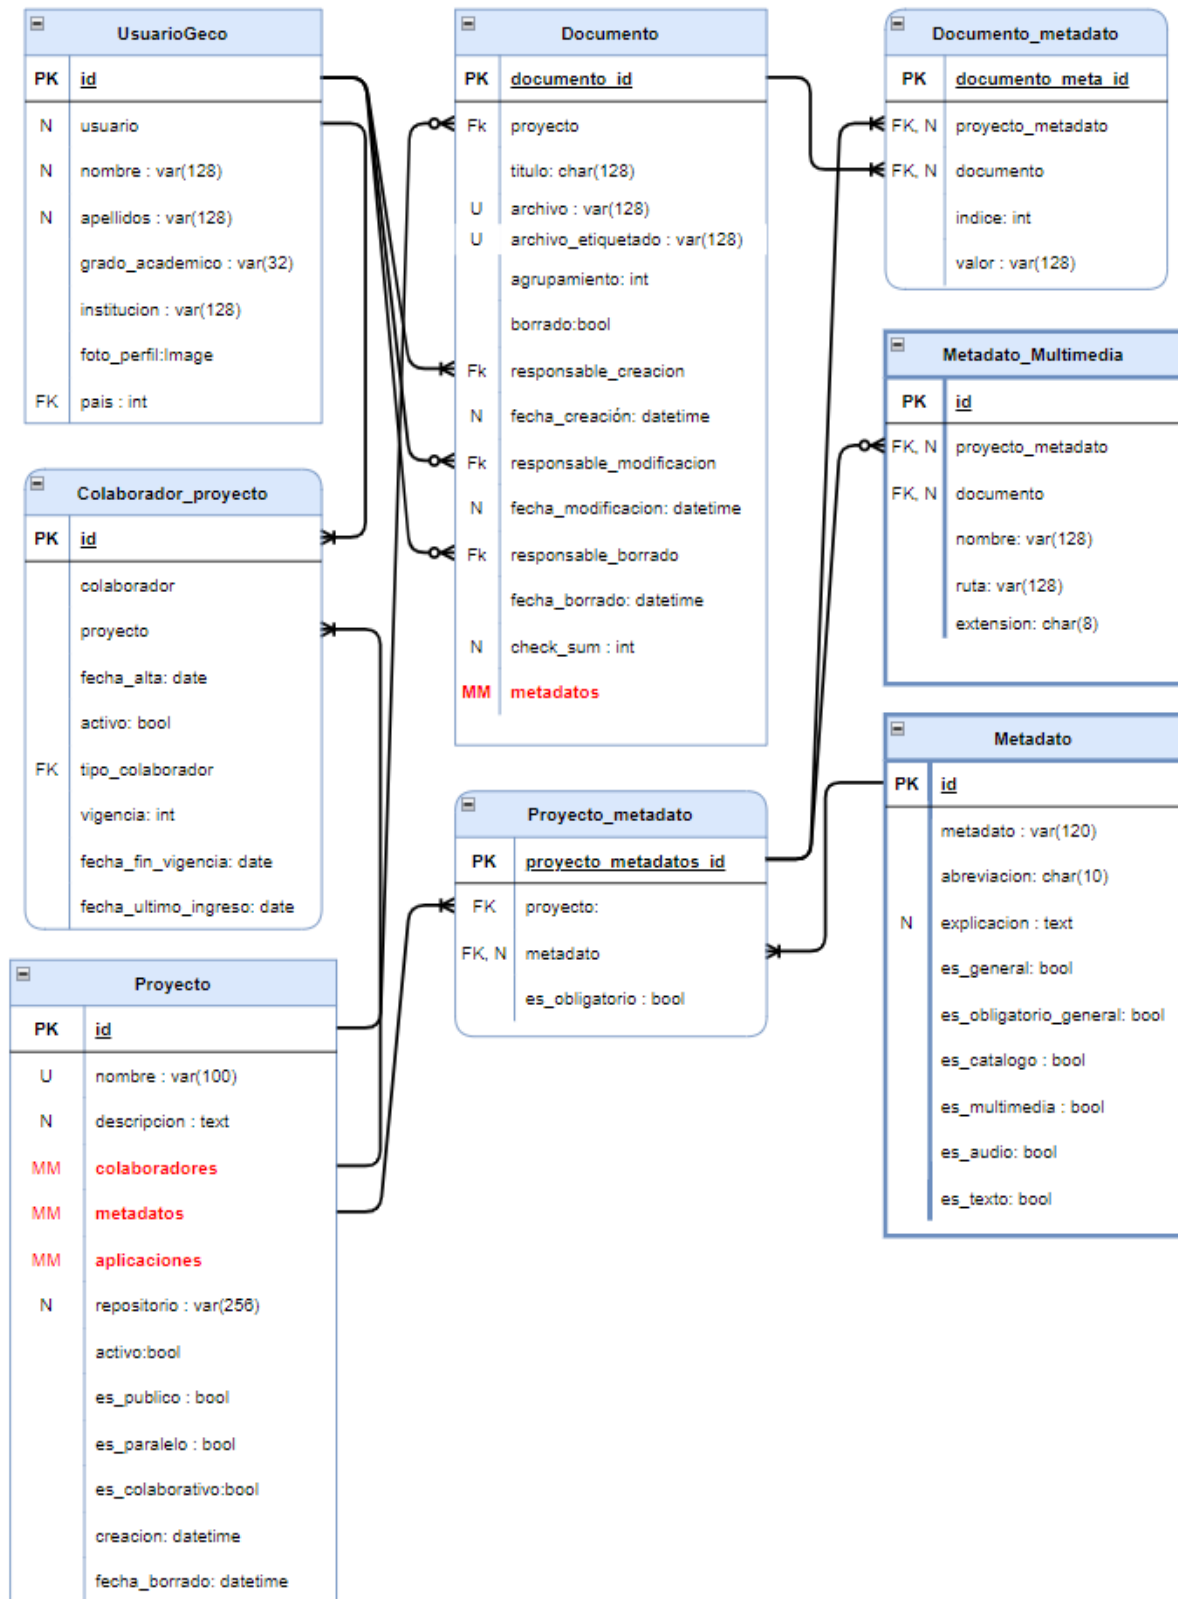 UsuarioGeco
PK id
N usuario
N nombre : var(128)
N apellidos : var(128)
grado_academico : var(32)
institucion : var(128)
foto_perfil:Image
FK pais : int
Colaborador_proyecto
PK id
colaborador
proyecto
fecha_alta: date
activo: bool
FK tipo_colaborador
vigencia: int
fecha_fin_vigencia: date
fecha_ultimo_ingreso: date
Proyecto
PK id
U nombre : var(100)
N descripcion : text
MM colaboradores
MM metadatos
MM aplicaciones
N repositorio : var(256)
activo:bool
es_publico : bool
es_paralelo : bool
es_colaborativo:bool
creacion: datetime
fecha_borrado: datetime
Documento
PK documento_id
Fk proyecto
titulo: char(128)
U archivo : var(128)
U archivo_etiquetado : var(128)
agrupamiento: int
borrado:bool
Fk responsable_creacion
N fecha_creación: datetime
Fk responsable_modificacion
N fecha_modificacion: datetime
Fk responsable_borrado
fecha_borrado: datetime
N check_sum : int
MM metadatos
Proyecto_metadato
PK proyecto_metadatos_id
FK proyecto:
FK, N metadato
es_obligatorio : bool
Documento_metadato
PK documento_meta_id
FK, N proyecto_metadato
FK, N documento
indice: int
valor : var(128)
Metadato_Multimedia
PK id
FK, N proyecto_metadato
FK, N documento
nombre: var(128)
ruta: var(128)
extension: char(8)
Metadato
PK id
metadato : var(120)
abreviacion: char(10)
N explicacion : text
es_general: bool
es_obligatorio_general: bool
es_catalogo : bool
es_multimedia : bool
es_audio: bool
es_texto: bool